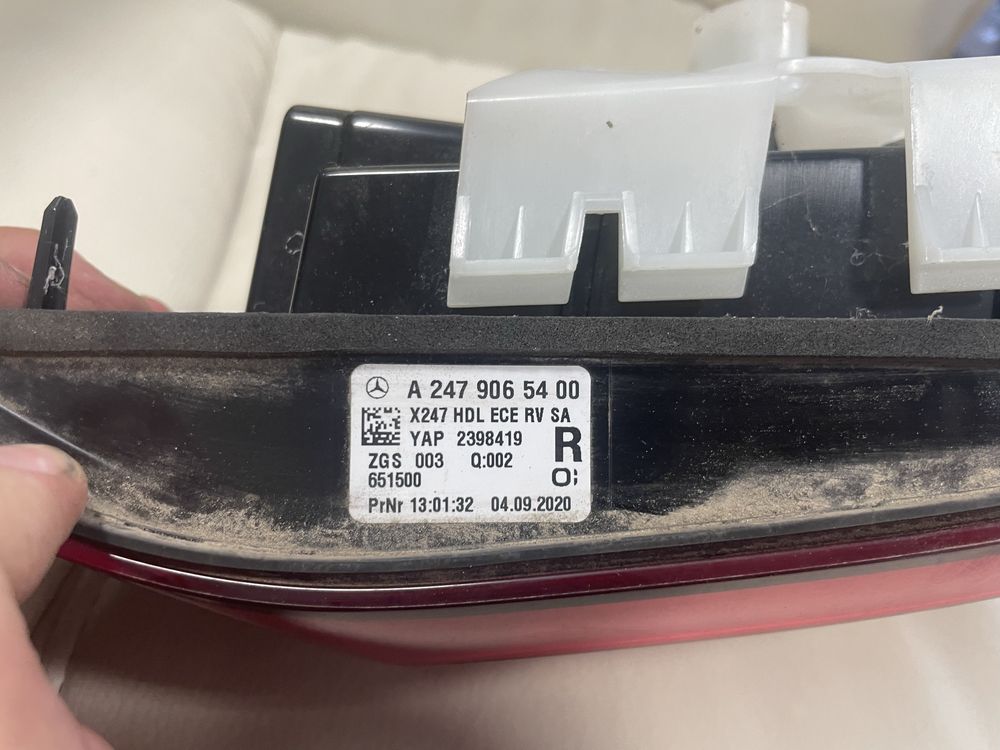 A 247 906 54 00
X247 HDL ECE RV SA
YAP 2398419
R
ZGS 003 Q:002
651500
PrNr 13:01:32 04.09.2020